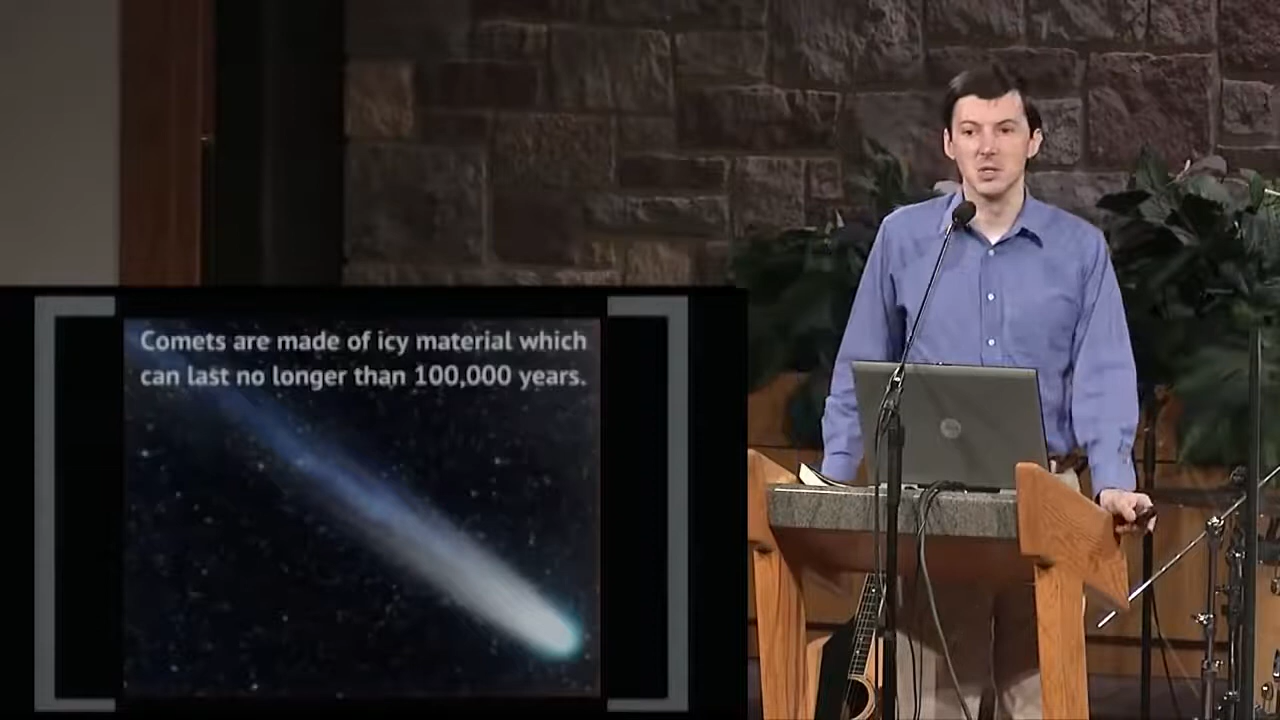 Comets are made of icy material which
can last no longer than 100,000 years.